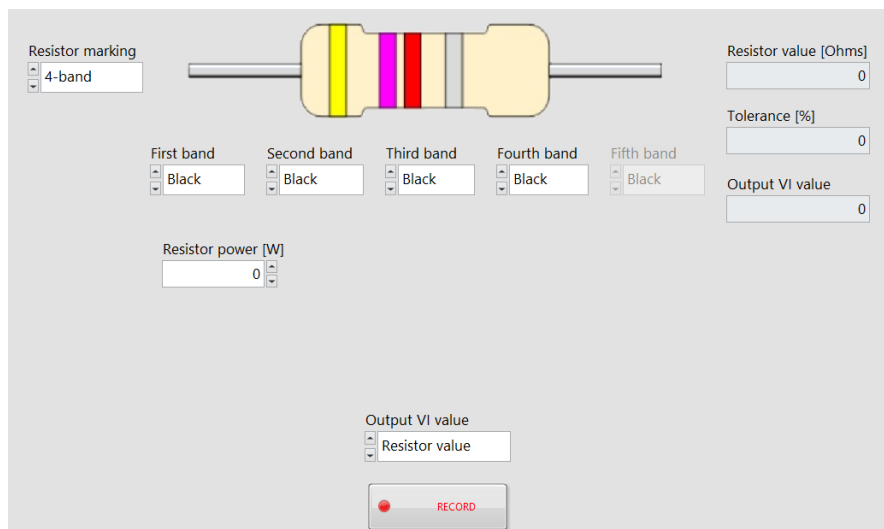 Resistor marking
4-band
Resistor value [Ohms]
0
Tolerance [%]
0
First band
Second band
Third band
Fourth band
Fifth band
Black
Black
Black
Black
Black
Output VI value
0
Resistor power [W]
0
Output VI value
Resistor value
RECORD